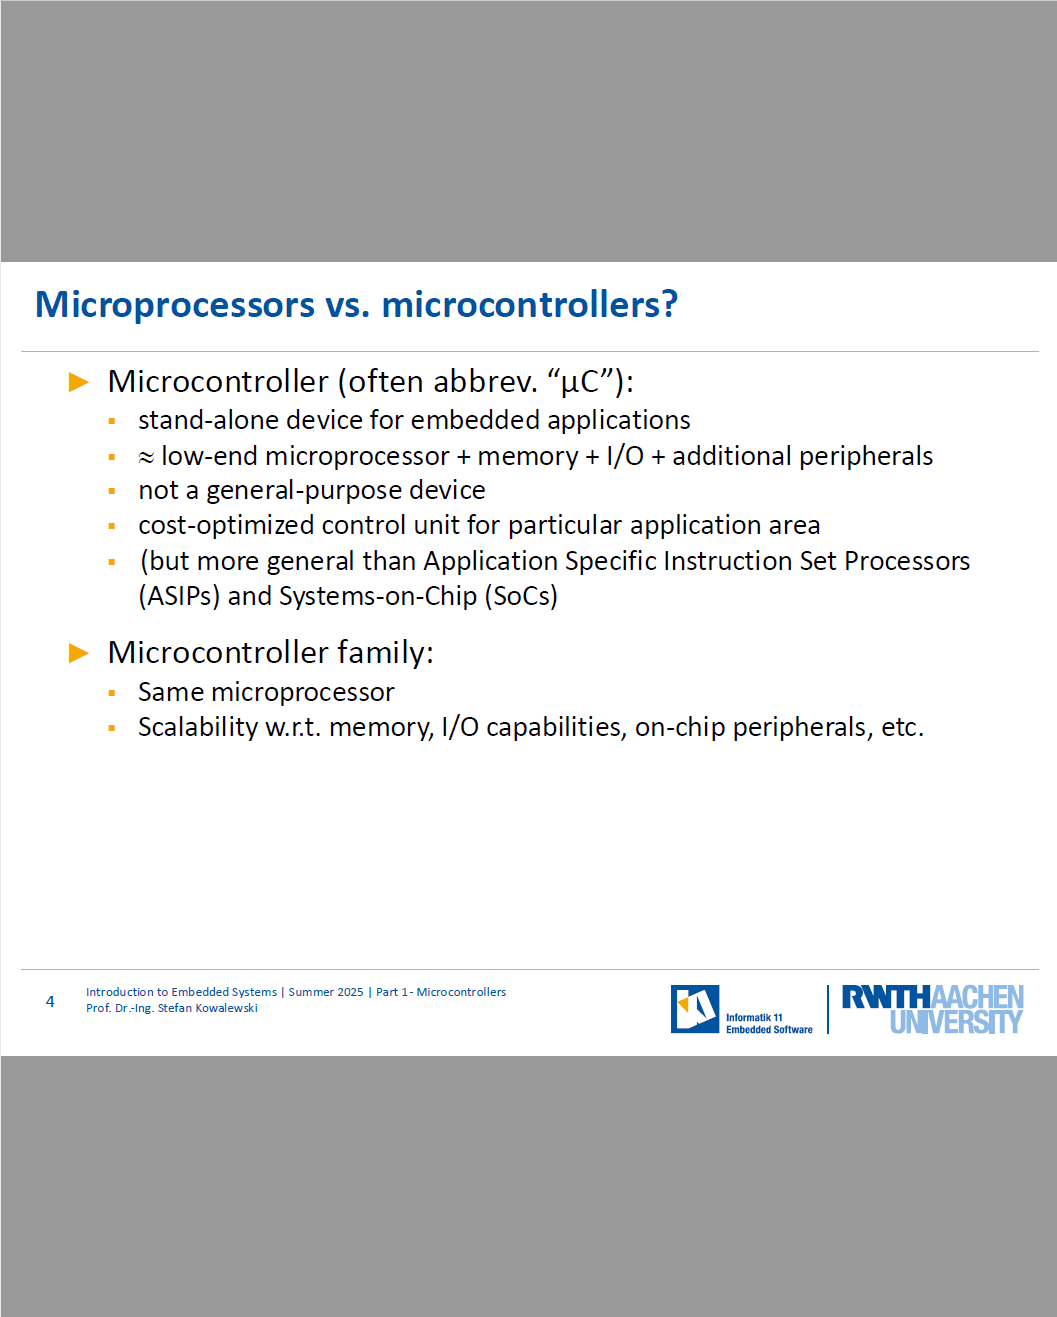 Microprocessors vs. microcontrollers?
► Microcontroller (often abbrev. “µC”):
▪ stand-alone device for embedded applications
▪ ≈ low-end microprocessor + memory + I/O + additional peripherals
▪ not a general-purpose device
▪ cost-optimized control unit for particular application area
▪ (but more general than Application Specific Instruction Set Processors
(ASIPs) and Systems-on-Chip (SoCs)
► Microcontroller family:
▪ Same microprocessor
▪ Scalability w.r.t. memory, I/O capabilities, on-chip peripherals, etc.
4
Introduction to Embedded Systems | Summer 2025 | Part 1- Microcontrollers
Prof. Dr.-Ing. Stefan Kowalewski
Informatik 11
Embedded Software
RWTH AACHEN
UNIVERSITY